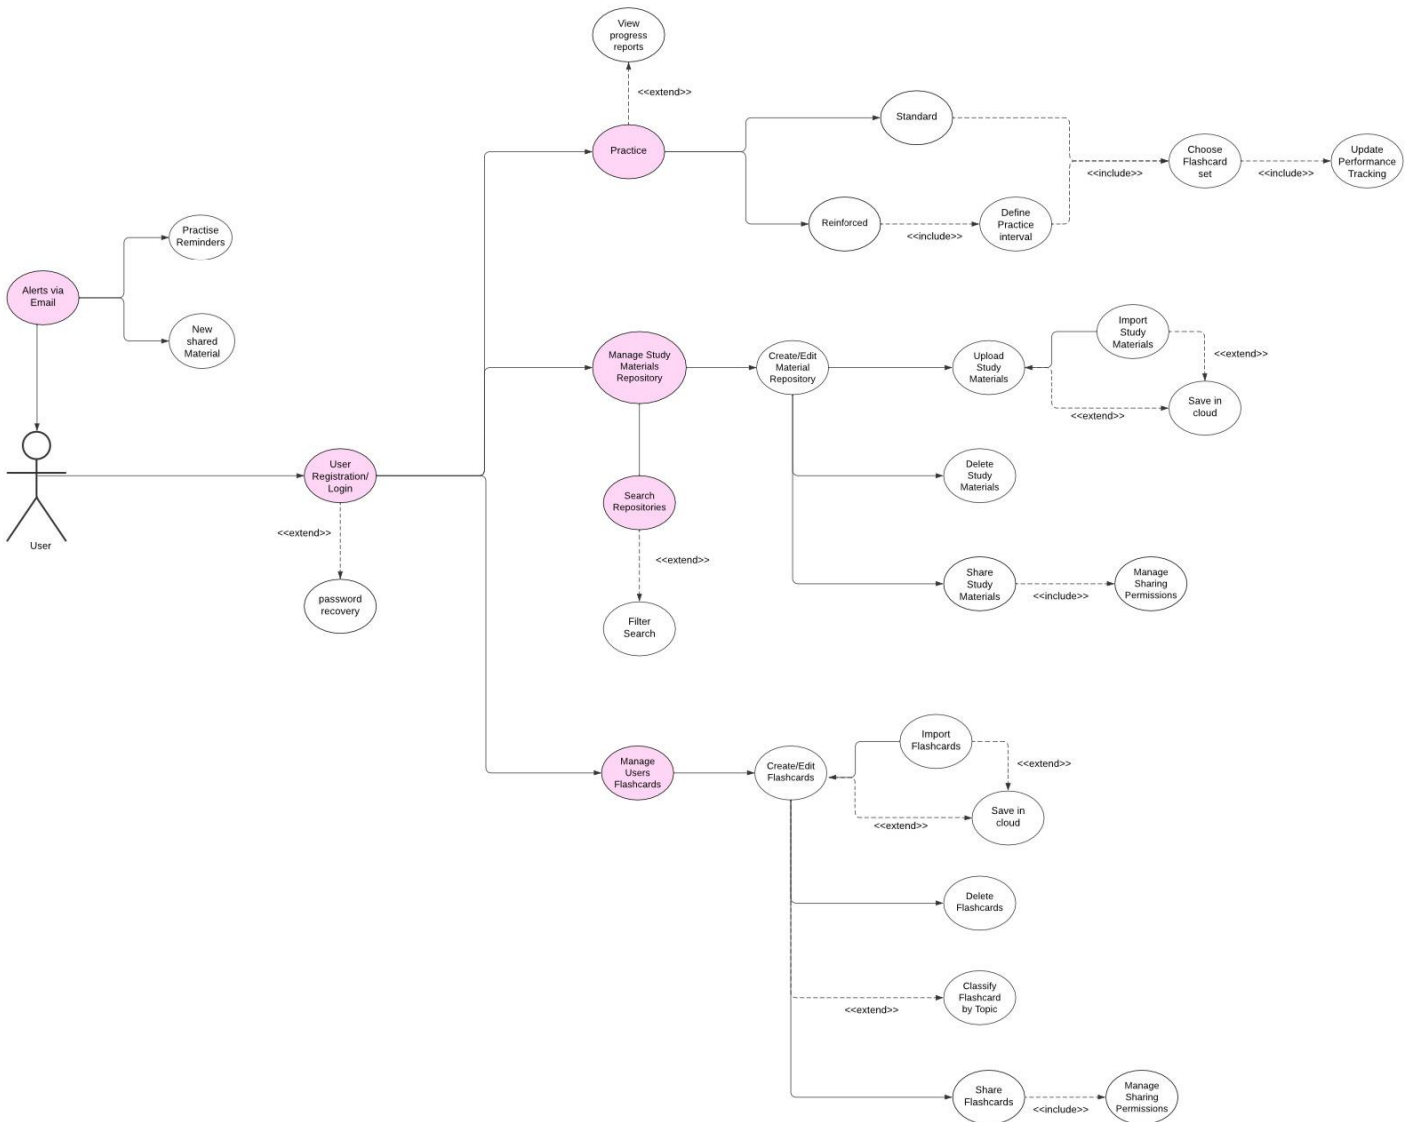 View
progress
reports
<<extend>>
Practice
Standard
Reinforced
<<include>>
Define
Practice
interval
<<include>>
Choose
Flashcard
set
<<include>>
Update
Performance
Tracking
Practise
Reminders
Alerts via
Email
New
shared
Material
User
User
Registration/
Login
<<extend>>
password
recovery
Manage Study
Materials
Repository
Create/Edit
Material
Repository
Upload
Study
Materials
Import
Study
Materials
<<extend>>
Save in
cloud
<<extend>>
Search
Repositories
<<extend>>
Filter
Search
Delete
Study
Materials
Share
Study
Materials
<<include>>
Manage
Sharing
Permissions
Manage
Users
Flashcards
Create/Edit
Flashcards
Import
Flashcards
<<extend>>
Save in
cloud
<<extend>>
Delete
Flashcards
Classify
Flashcard
by Topic
<<extend>>
Share
Flashcards
<<include>>
Manage
Sharing
Permissions